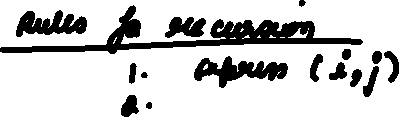 Rules for recursion
1. express (i, j)
2.